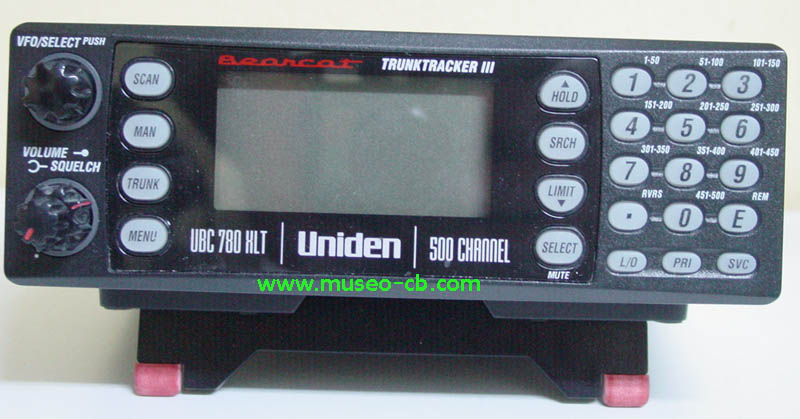 VFO/SELECT PUSH
Bearcat
TRUNKTRACKER III
VOLUME
SQUELCH
SCAN
MAN
TRUNK
MENU
HOLD
SRCH
LIMIT
SELECT
MUTE
UBC 780 XLT
Uniden
500 CHANNEL
1-50 51-100 101-150
1 2 3
151-200 201-250 251-300
4 5 6
301-350 351-400 401-450
7 8 9
RVRS 451-500 REM
. 0 E
L/O PRI SVC
www.museo-cb.com